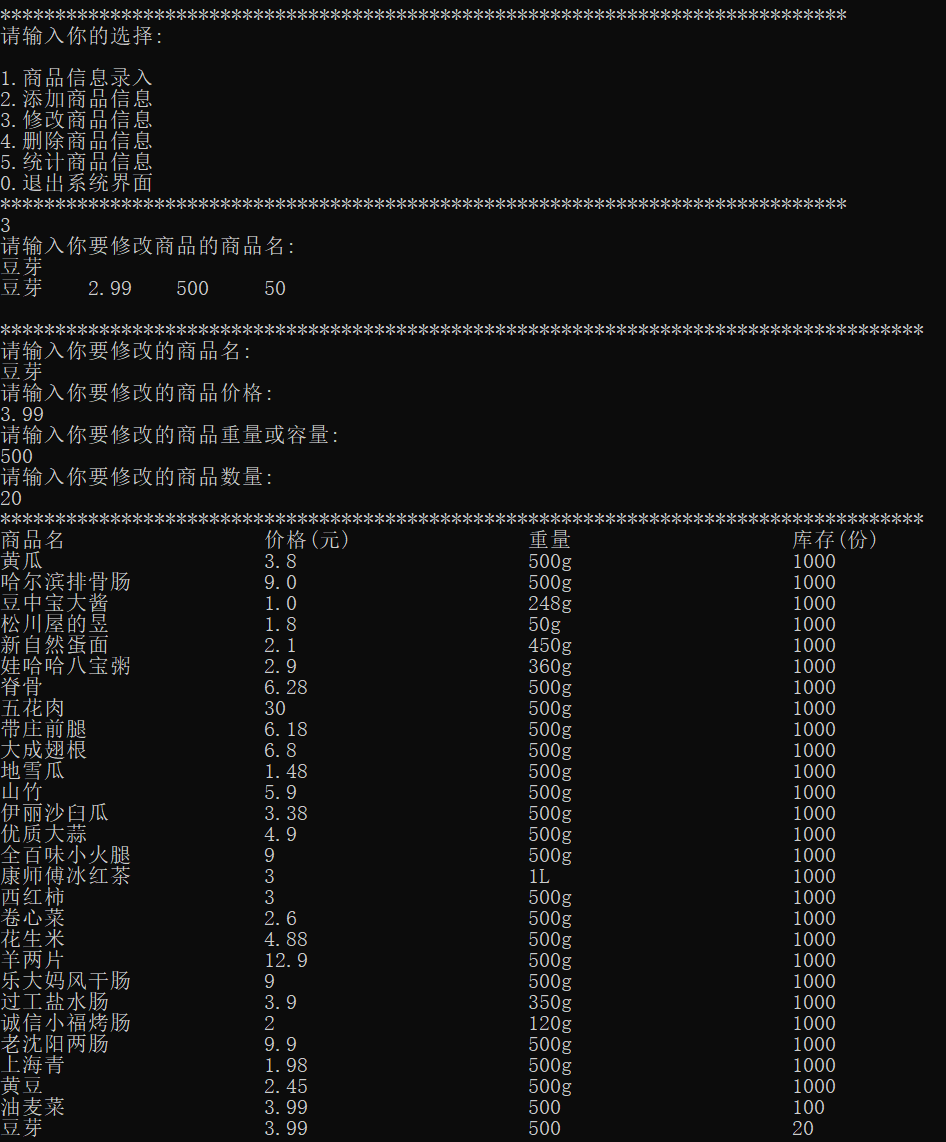 *****************************************************************************
请输入你的选择:
1.商品信息录入
2.添加商品信息
3.修改商品信息
4.删除商品信息
5.统计商品信息
0.退出系统界面
*****************************************************************************
3
请输入你要修改商品的商品名:
豆芽
豆芽 2.99 500 50
************************************************************************************
请输入你要修改的商品名:
豆芽
请输入你要修改的商品价格:
3.99
请输入你要修改的商品重量或容量:
500
请输入你要修改的商品数量:
20
************************************************************************************
商品名 价格(元) 重量 库存(份)
黄瓜 3.8 500g 1000
哈尔滨排骨肠 9.0 500g 1000
豆中宝大酱 1.0 248g 1000
松川屋的昱 1.8 50g 1000
新自然蛋面 2.1 450g 1000
娃哈哈八宝粥 2.9 360g 1000
脊骨 6.28 500g 1000
五花肉 30 500g 1000
带庄前腿 6.18 500g 1000
大成翅根 6.8 500g 1000
地雪瓜 1.48 500g 1000
山竹 5.9 500g 1000
伊丽沙臼瓜 3.38 500g 1000
优质大蒜 4.9 500g 1000
全百味小火腿 9 500g 1000
康师傅冰红茶 3 1L 1000
西红柿 3 500g 1000
卷心菜 2.6 500g 1000
花生米 4.88 500g 1000
羊两片 12.9 500g 1000
乐大妈风干肠 9 500g 1000
过工盐水肠 3.9 350g 1000
诚信小福烤肠 2 120g 1000
老沈阳两肠 9.9 500g 1000
上海青 1.98 500g 1000
黄豆 2.45 500g 1000
油麦菜 3.99 500 100
豆芽 3.99 500 20